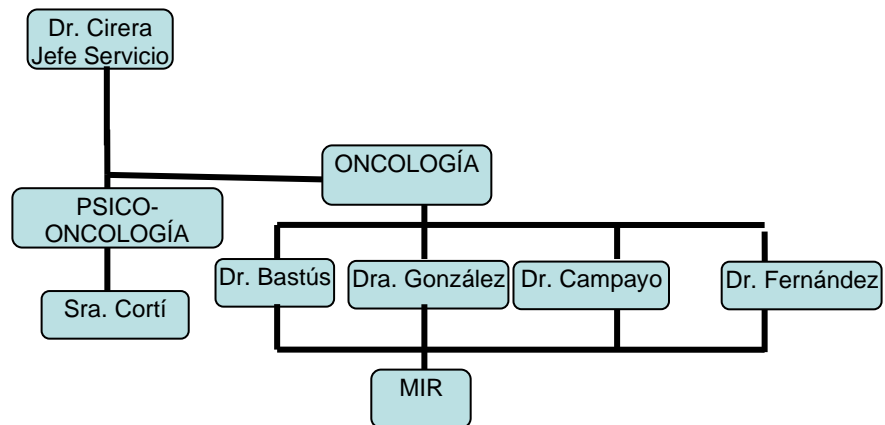 Dr. Cirera
Jefe Servicio
ONCOLOGÍA
PSICO-
ONCOLOGÍA
Dr. Bastús
Dra. González
Dr. Campayo
Dr. Fernández
Sra. Cortí
MIR